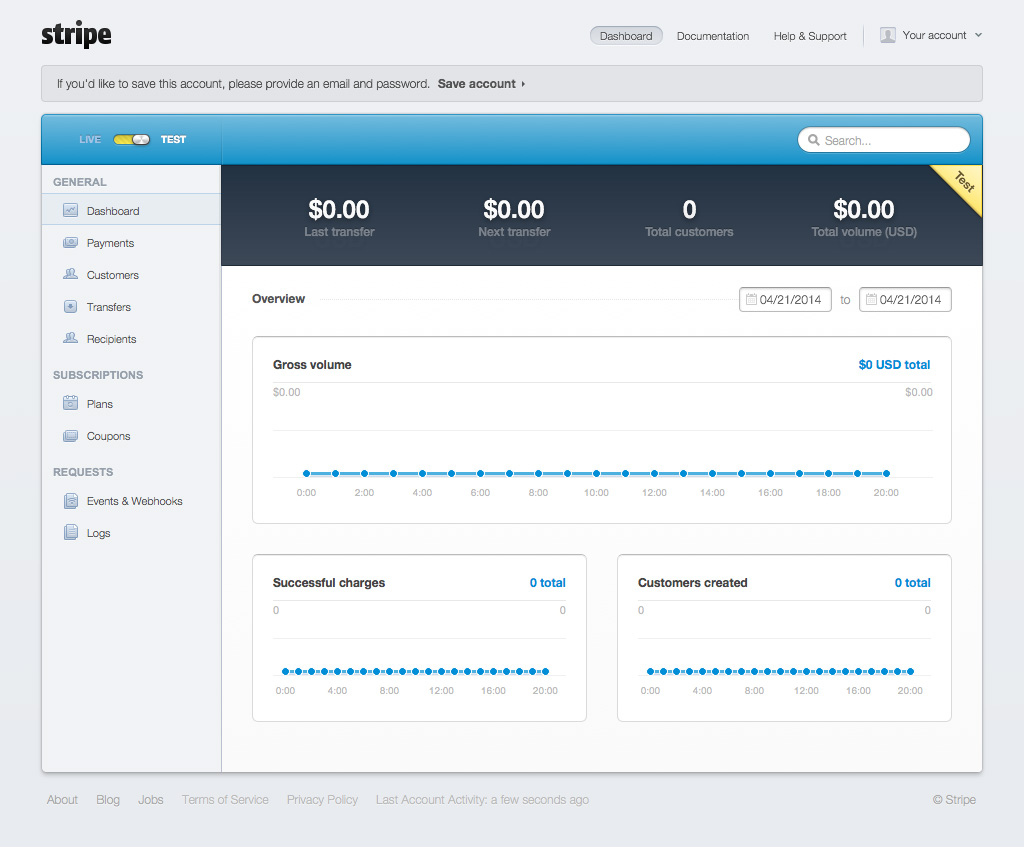 stripe
Dashboard Documentation Help & Support Your account
If you'd like to save this account, please provide an email and password. Save account
LIVE TEST Search...
GENERAL
Dashboard
Payments
Customers
Transfers
Recipients
SUBSCRIPTIONS
Plans
Coupons
REQUESTS
Events & Webhooks
Logs
$0.00 $0.00 0 $0.00
Last transfer Next transfer Total customers Total volume (USD)
Test
Overview 04/21/2014 to 04/21/2014
Gross volume $0 USD total
$0.00 $0.00
0:00 2:00 4:00 6:00 8:00 10:00 12:00 14:00 16:00 18:00 20:00
Successful charges 0 total
0 0
0:00 4:00 8:00 12:00 16:00 20:00
Customers created 0 total
0 0
0:00 4:00 8:00 12:00 16:00 20:00
About Blog Jobs Terms of Service Privacy Policy Last Account Activity: a few seconds ago © Stripe